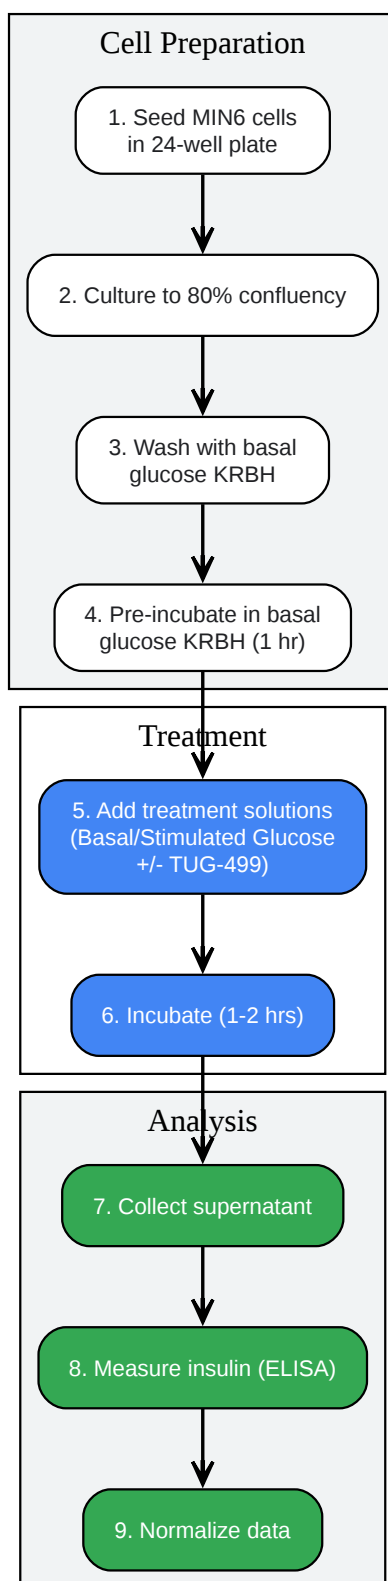 Cell Preparation
1. Seed MIN6 cells
in 24-well plate
2. Culture to 80% confluency
3. Wash with basal
glucose KRBH
4. Pre-incubate in basal
glucose KRBH (1 hr)
Treatment
5. Add treatment solutions
(Basal/Stimulated Glucose
+/- TUG-499)
6. Incubate (1-2 hrs)
Analysis
7. Collect supernatant
8. Measure insulin (ELISA)
9. Normalize data